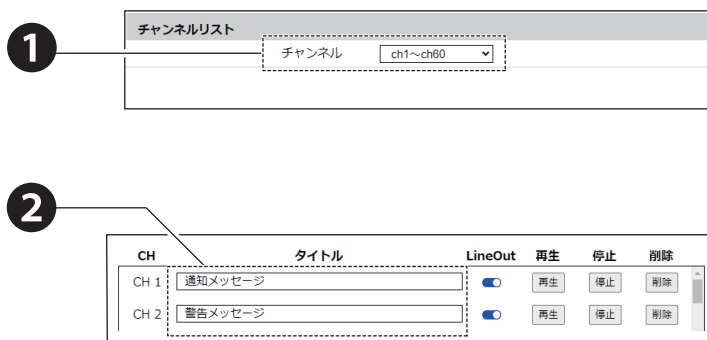 チャンネルリスト
1
チャンネル ch1～ch60
2
CH タイトル LineOut 再生 停止 削除
CH 1 通知メッセージ 再生 停止 削除
CH 2 警告メッセージ 再生 停止 削除